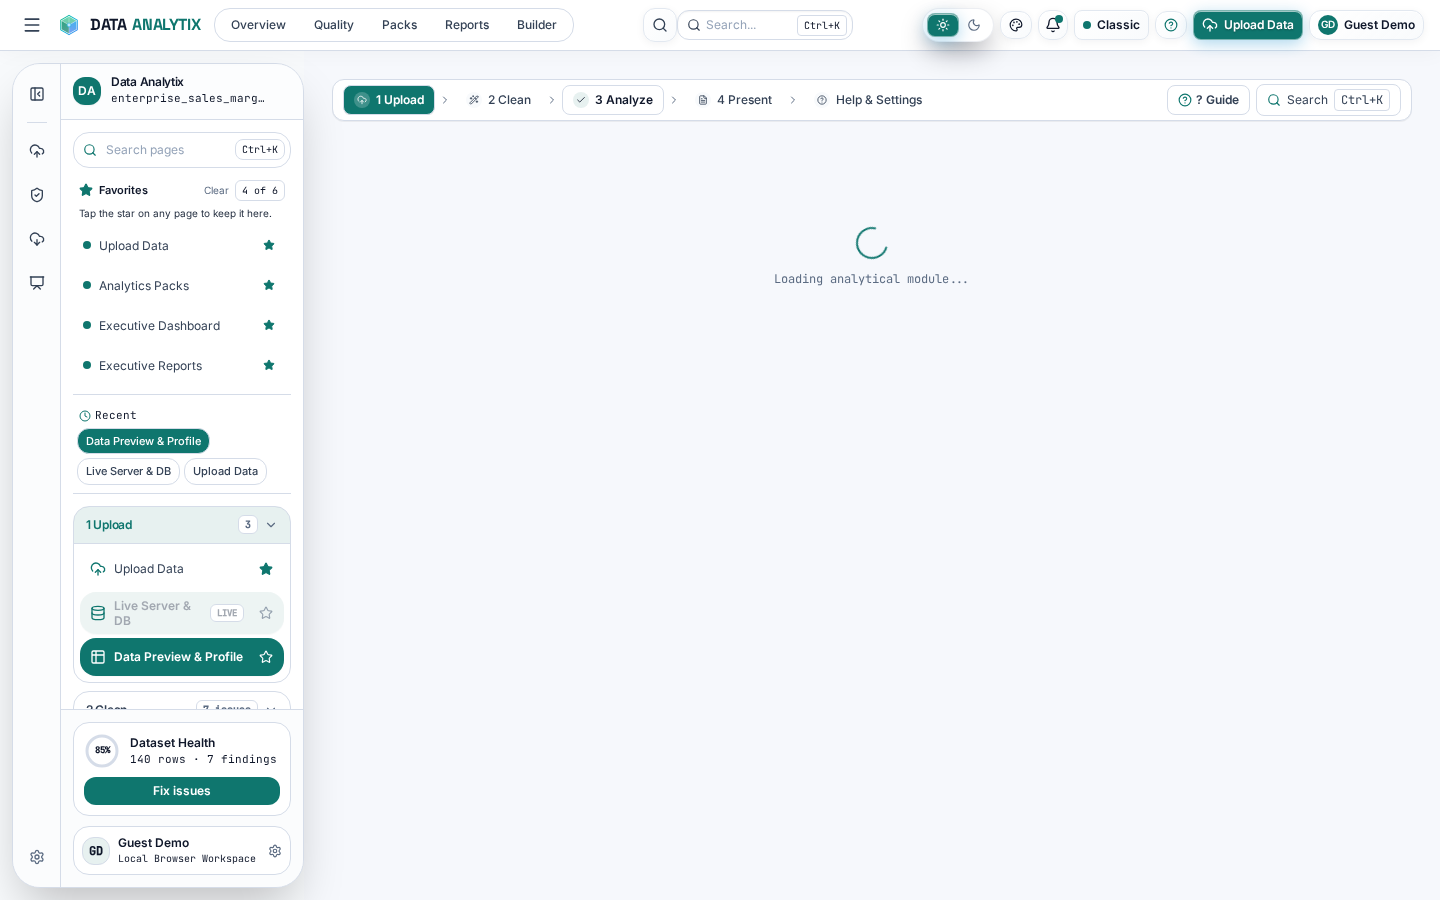 DATA ANALYTIX
Overview
Quality
Packs
Reports
Builder
Search...
Ctrl+K
Classic
Upload Data
GD
Guest Demo
DA
Data Analytix
enterprise_sales_marg…
Search pages
Ctrl+K
Favorites
Clear
4 of 6
Tap the star on any page to keep it here.
Upload Data
Analytics Packs
Executive Dashboard
Executive Reports
Recent
Data Preview & Profile
Live Server & DB
Upload Data
1 Upload
3
Upload Data
Live Server &
DB
LIVE
Data Preview & Profile
2 Clean
7 issues
85%
Dataset Health
140 rows · 7 findings
Fix issues
GD
Guest Demo
Local Browser Workspace
1 Upload
2 Clean
3 Analyze
4 Present
Help & Settings
? Guide
Search
Ctrl+K
Loading analytical module...